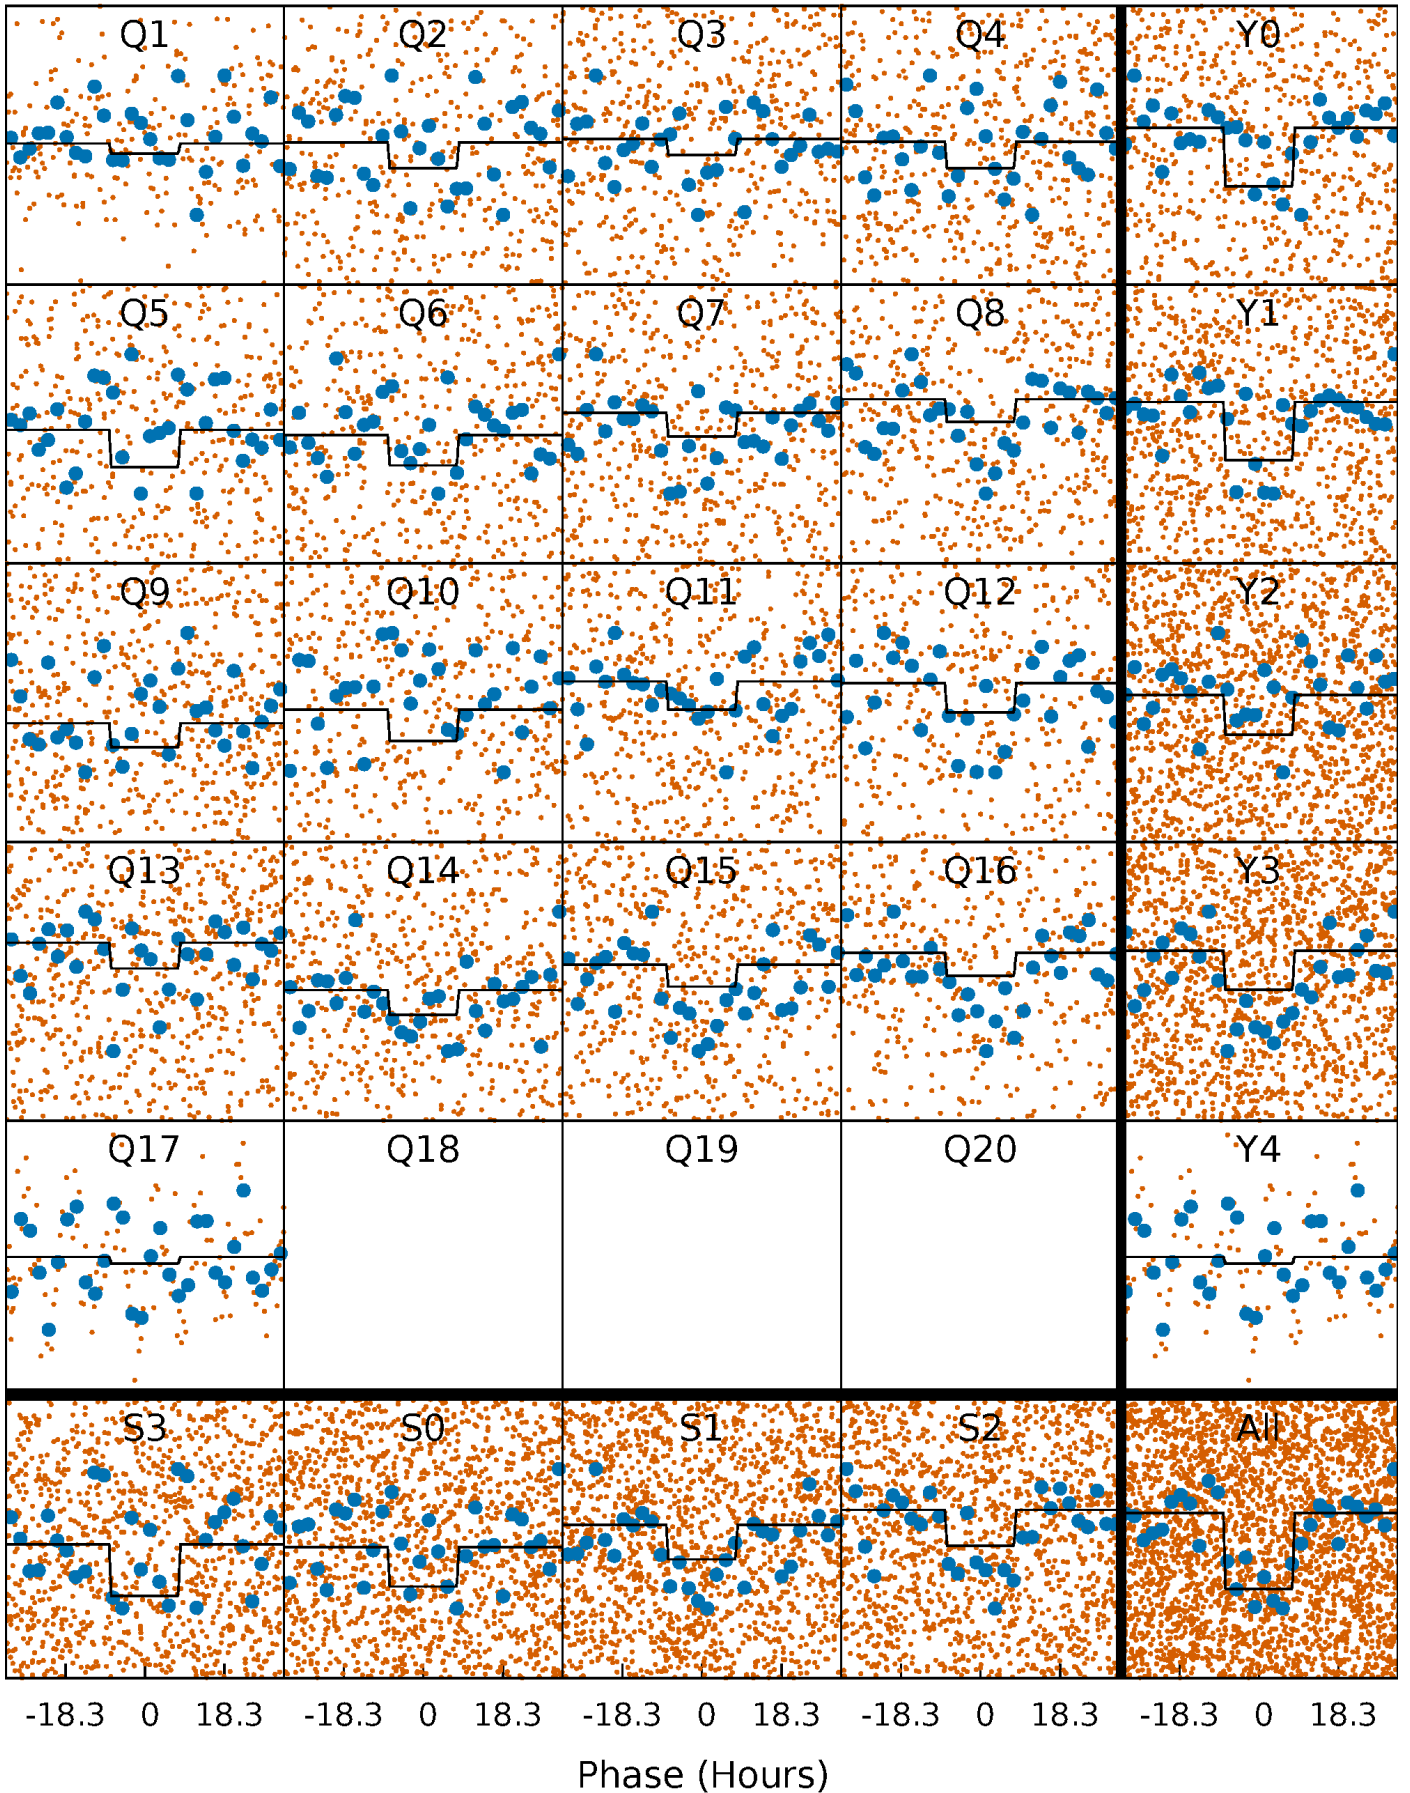 Q1 Q2 Q3 Q4 Y0
Q5 Q6 Q7 Q8 Y1
Q9 Q10 Q11 Q12 Y2
Q13 Q14 Q15 Q16 Y3
Q17 Q18 Q19 Q20 Y4
S3 S0 S1 S2 All
-18.3 0 18.3 -18.3 0 18.3 -18.3 0 18.3 -18.3 0 18.3 -18.3 0 18.3
Phase (Hours)